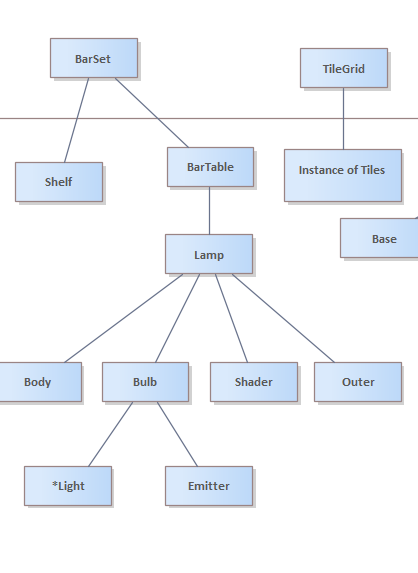 BarSet
TileGrid
Shelf
BarTable
Instance of Tiles
Base
Lamp
Body
Bulb
Shader
Outer
*Light
Emitter